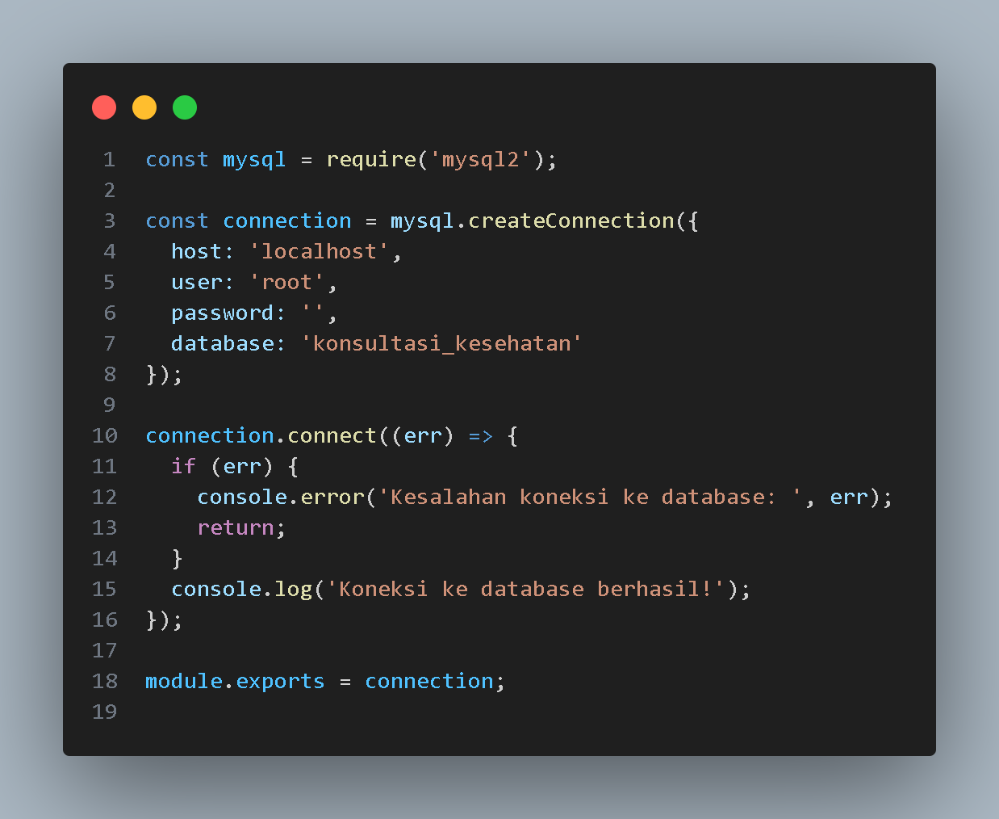 1 const mysql = require('mysql2');
2
3 const connection = mysql.createConnection({
4   host: 'localhost',
5   user: 'root',
6   password: '',
7   database: 'konsultasi_kesehatan'
8 });
9
10 connection.connect((err) => {
11   if (err) {
12     console.error('Kesalahan koneksi ke database: ', err);
13     return;
14   }
15   console.log('Koneksi ke database berhasil!');
16 });
17
18 module.exports = connection;
19